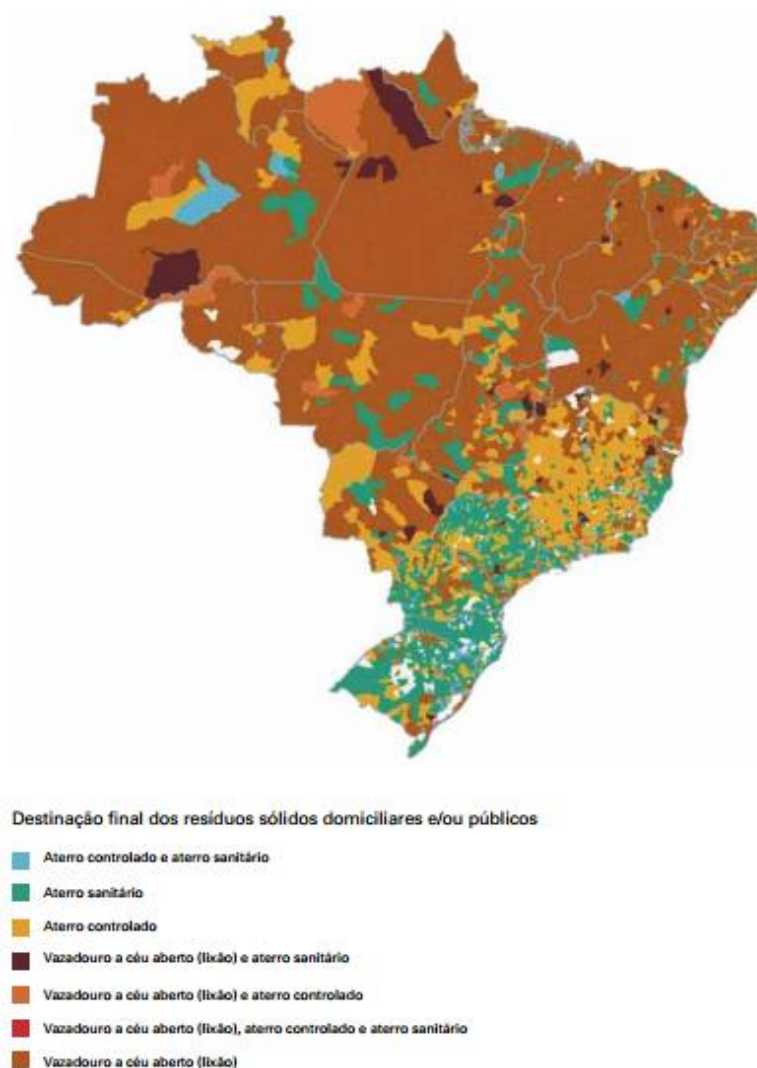 Destinação final dos resíduos sólidos domiciliares e/ou públicos
Aterro controlado e aterro sanitário
Aterro sanitário
Aterro controlado
Vazadouro a céu aberto (lixão) e aterro sanitário
Vazadouro a céu aberto (lixão) e aterro controlado
Vazadouro a céu aberto (lixão), aterro controlado e aterro sanitário
Vazadouro a céu aberto (lixão)